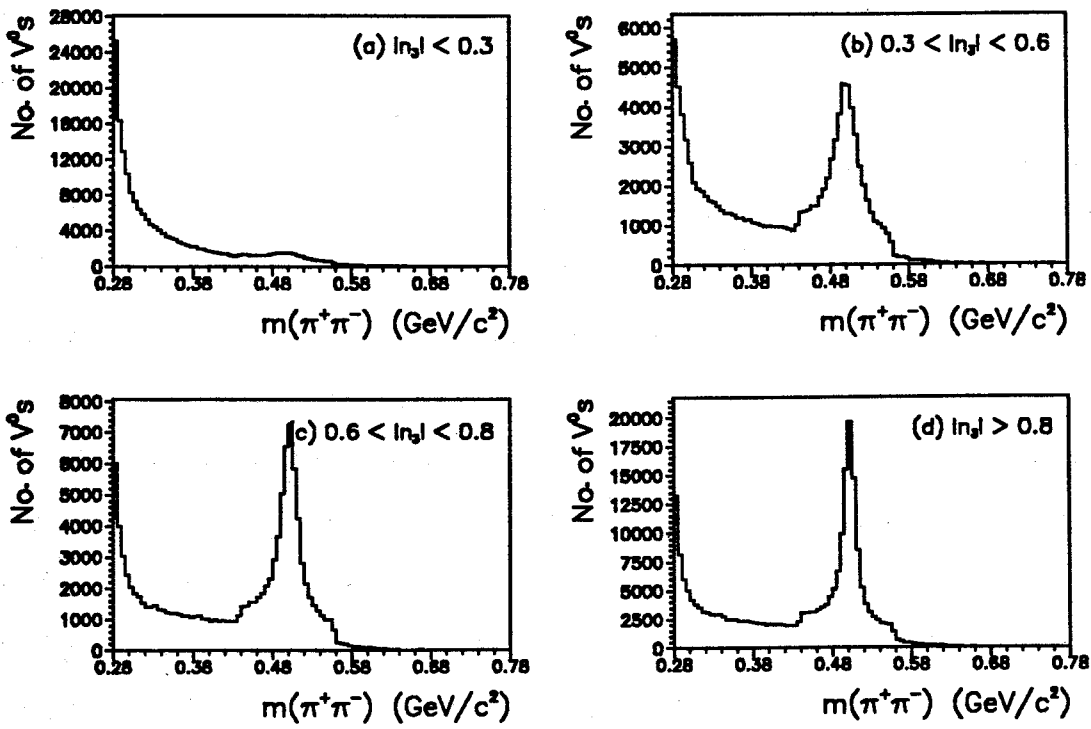 (a) |n₃| < 0.3
No. of V⁰s
28000
24000
20000
16000
12000
8000
4000
0
0.28 0.38 0.48 0.58 0.68 0.78
m(π⁺π⁻) (GeV/c²)
(b) 0.3 < |n₃| < 0.6
No. of V⁰s
6000
5000
4000
3000
2000
1000
0
0.28 0.38 0.48 0.58 0.68 0.78
m(π⁺π⁻) (GeV/c²)
(c) 0.6 < |n₃| < 0.8
No. of V⁰s
8000
7000
6000
5000
4000
3000
2000
1000
0
0.28 0.38 0.48 0.58 0.68 0.78
m(π⁺π⁻) (GeV/c²)
(d) |n₃| > 0.8
No. of V⁰s
20000
17500
15000
12500
10000
7500
5000
2500
0
0.28 0.38 0.48 0.58 0.68 0.78
m(π⁺π⁻) (GeV/c²)